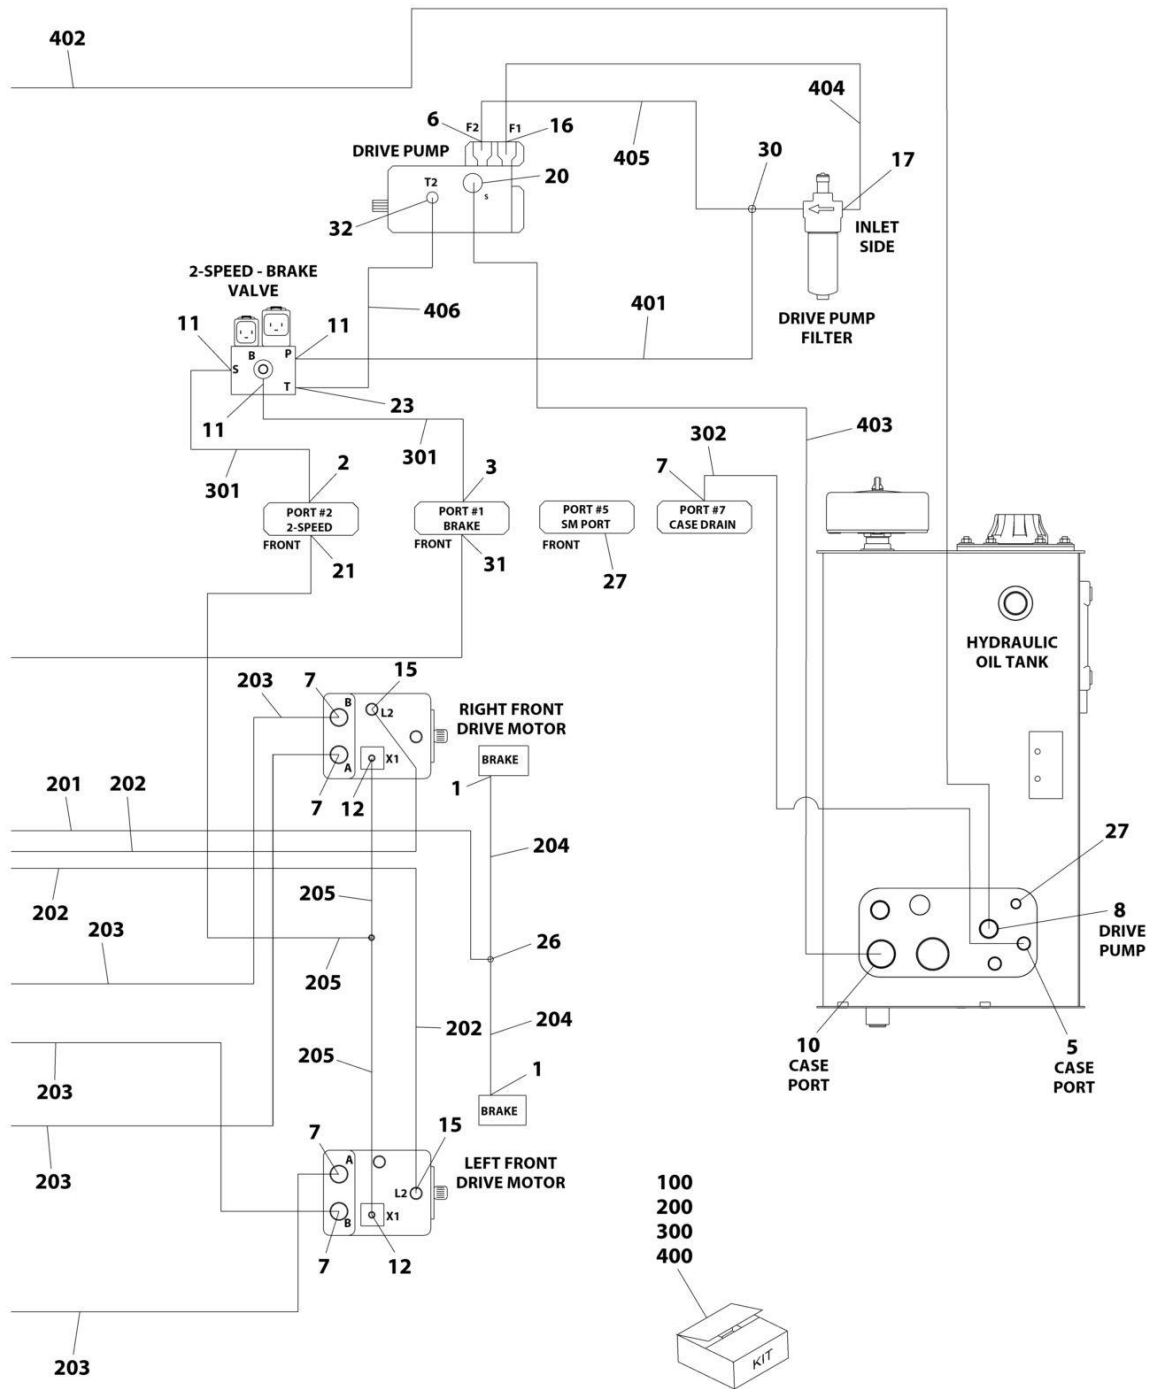 402
404
6
F2
F1
16
DRIVE PUMP
405
30
17
20
T2
S
32
INLET
SIDE
2-SPEED - BRAKE
VALVE
406
401
DRIVE PUMP
FILTER
11
11
B
P
S
T
23
11
403
301
302
301
2
3
7
PORT #2
2-SPEED
PORT #1
BRAKE
PORT #5
SM PORT
PORT #7
CASE DRAIN
FRONT
FRONT
FRONT
21
31
27
HYDRAULIC
OIL TANK
203
7
15
B
L2
RIGHT FRONT
DRIVE MOTOR
X1
A
BRAKE
201
202
7
12
1
27
204
205
202
8
DRIVE
PUMP
203
26
205
202
204
205
10
CASE
PORT
5
CASE
PORT
203
1
BRAKE
203
7
15
A
L2
LEFT FRONT
DRIVE MOTOR
X1
B
7
12
100
200
300
400
203
KIT